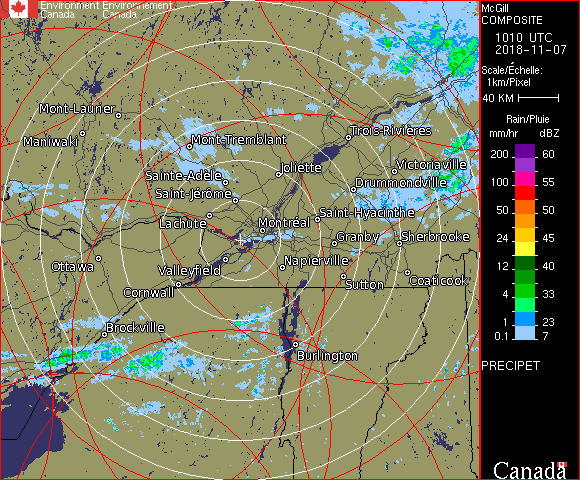 Environment Environnement
Canada Canada
McGill
COMPOSITE
1010 UTC
2018-11-07
Scale/Échelle:
1km/Pixel
40 KM
Rain/Pluie
mm/hr dBZ
200 60
100 55
50 50
24 45
12 40
4 33
1 23
0.1 7
PRECIPET
Canada
Mont-Laurier
Maniwaki
Mont-Tremblant
Trois-Rivières
Joliette
Victoriaville
Sainte-Adèle
Drummondville
Saint-Jérôme
Saint-Hyacinthe
Lachute
Montréal
Granby
Sherbrooke
Ottawa
Valleyfield
Napierville
Cornwall
Sutton
Coaticook
Brockville
Burlington